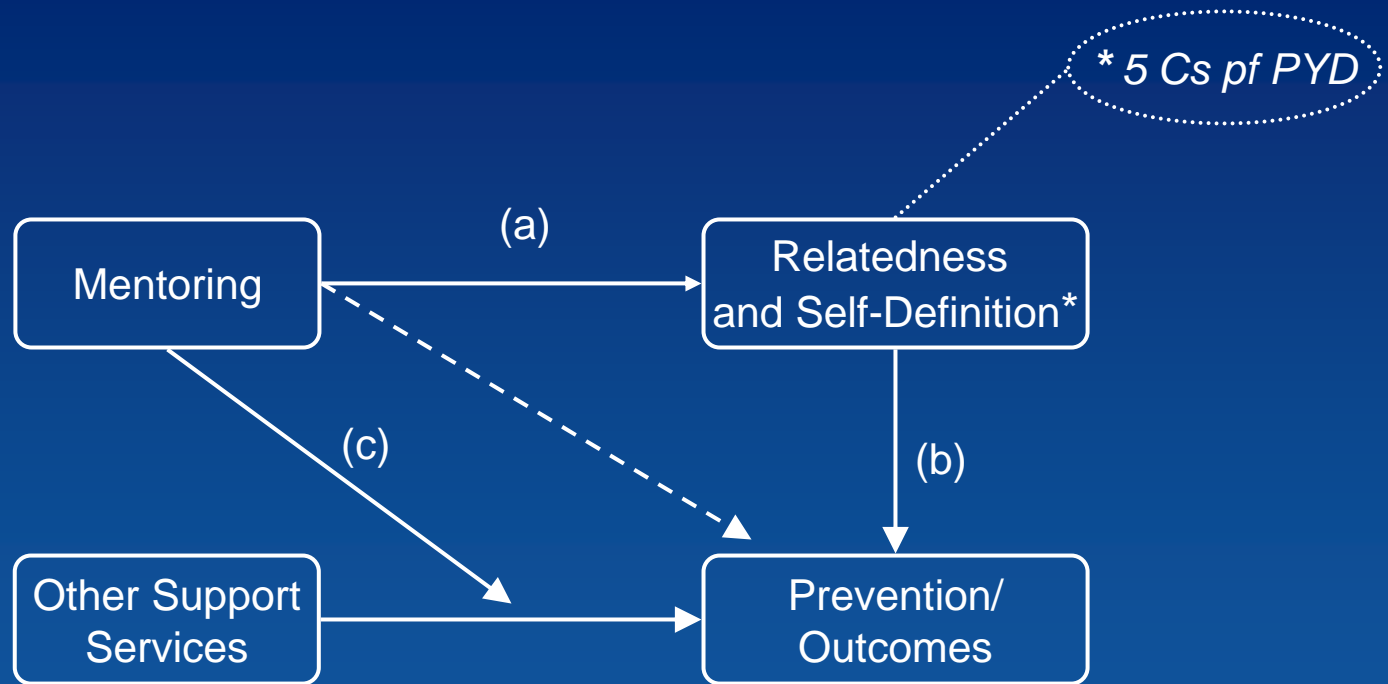 * 5 Cs pf PYD
(a)
Mentoring
Relatedness
and Self-Definition*
(c)
(b)
Other Support
Services
Prevention/
Outcomes